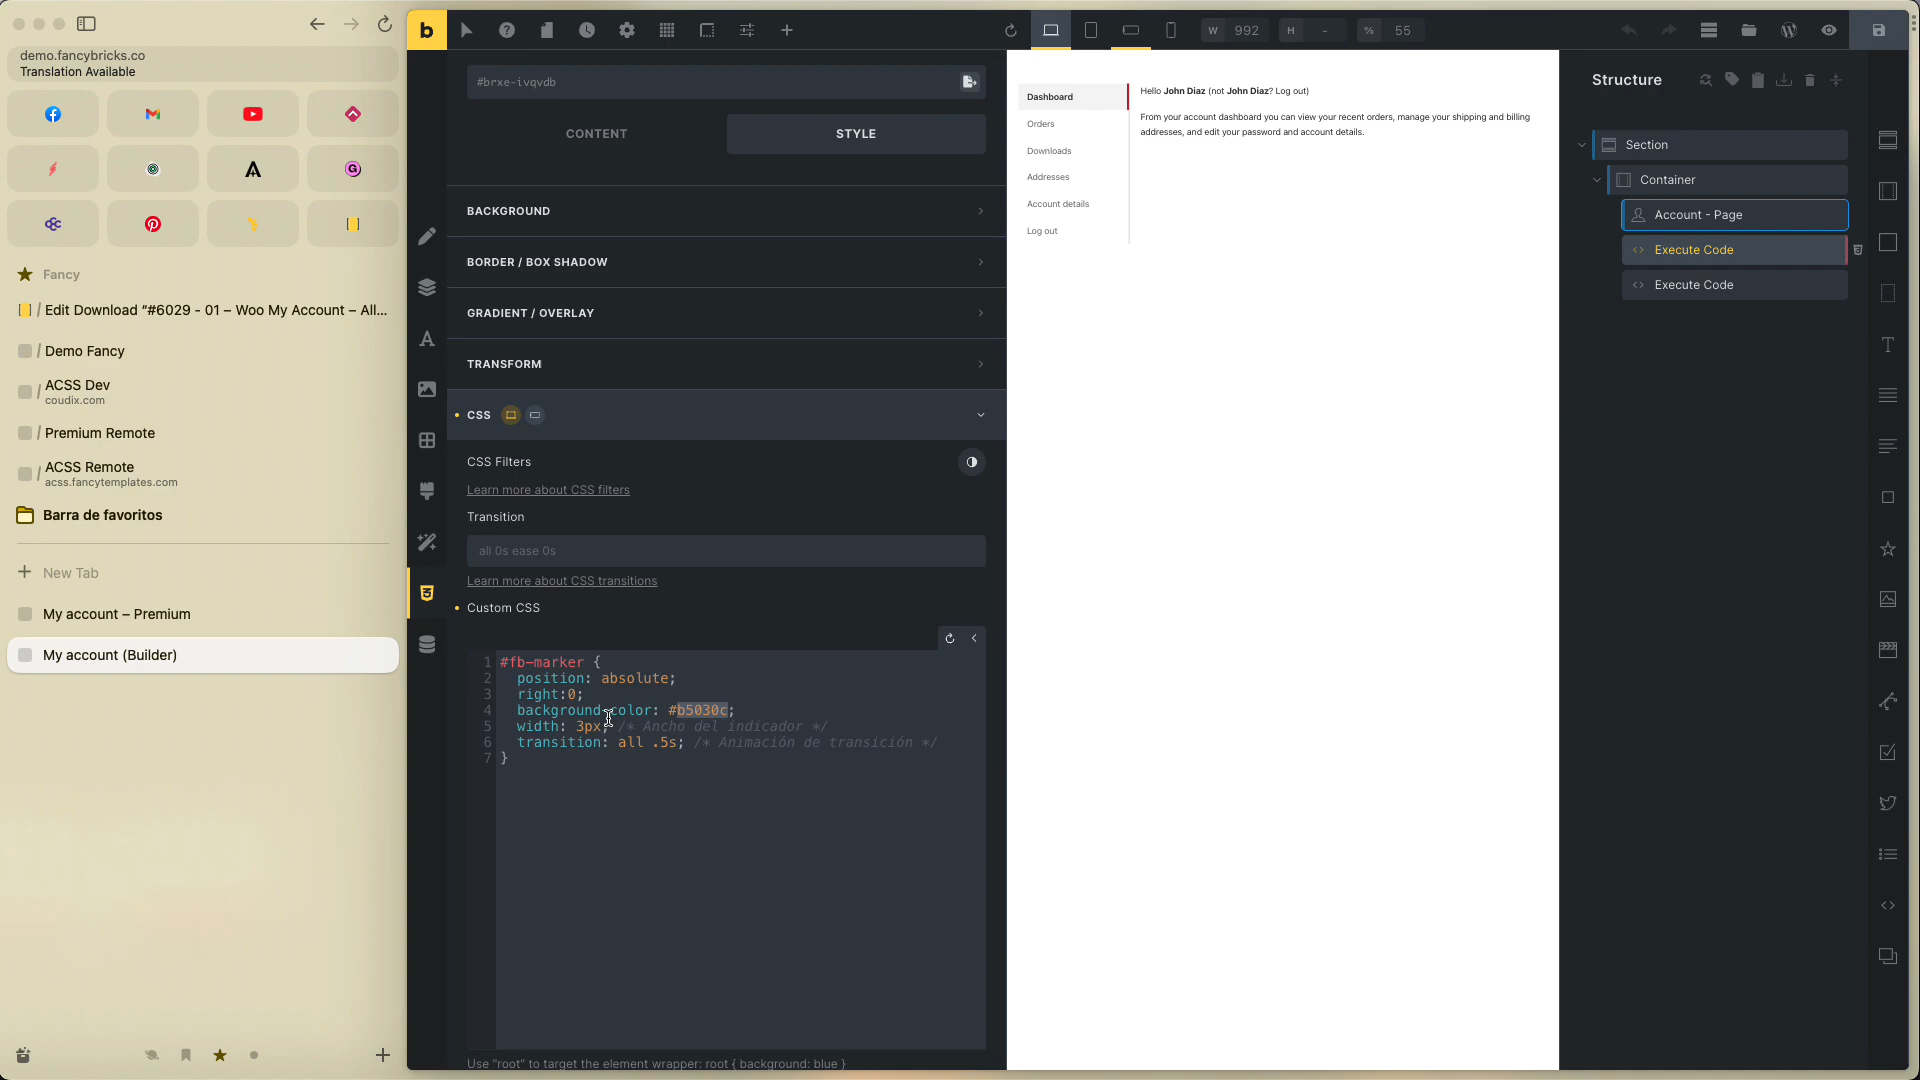 demo.fancybricks.co
Translation Available
Fancy
/ Edit Download “#6029 - 01 – Woo My Account – All...
/ Demo Fancy
/ ACSS Dev
coudix.com
/ Premium Remote
/ ACSS Remote
acss.fancytemplates.com
Barra de favoritos
New Tab
My account – Premium
My account (Builder)
b
W 992
H -
% 55
#brxe-ivqvdb
CONTENT
STYLE
BACKGROUND
BORDER / BOX SHADOW
GRADIENT / OVERLAY
TRANSFORM
CSS
CSS Filters
Learn more about CSS filters
Transition
all 0s ease 0s
Learn more about CSS transitions
Custom CSS
1 #fb-marker {
2 position: absolute;
3 right:0;
4 background-color: #b5030c;
5 width: 3px; /* Ancho del indicador */
6 transition: all .5s; /* Animación de transición */
7 }
Use "root" to target the element wrapper: root { background: blue }
Dashboard
Orders
Downloads
Addresses
Account details
Log out
Hello John Diaz (not John Diaz? Log out)
From your account dashboard you can view your recent orders, manage your shipping and billing
addresses, and edit your password and account details.
Structure
Section
Container
Account - Page
Execute Code
Execute Code